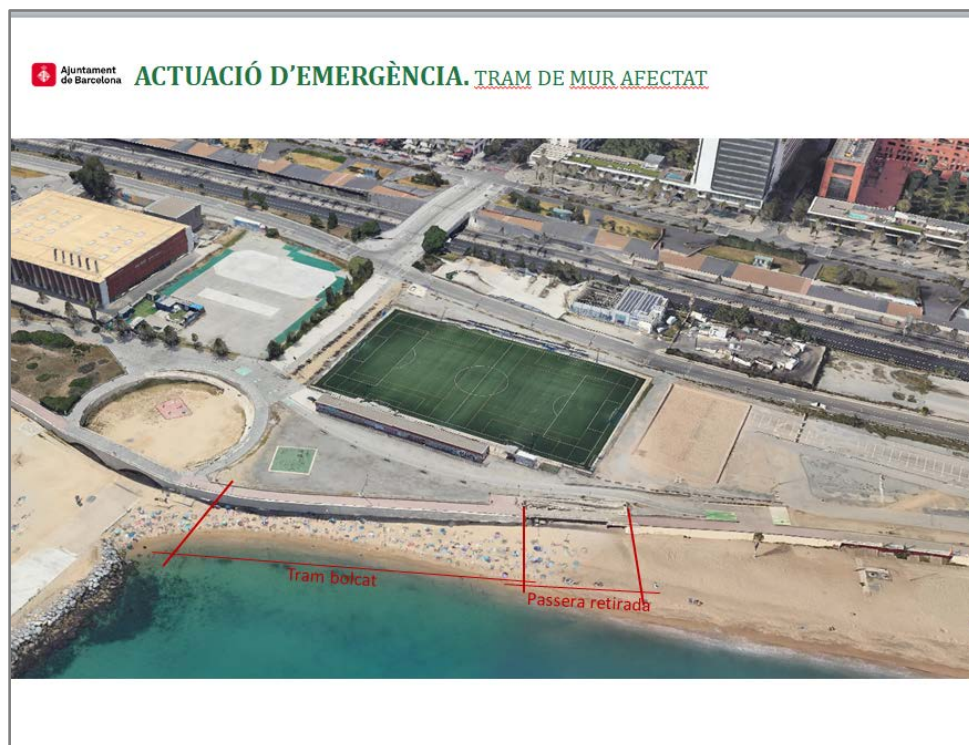 Ajuntament
de Barcelona
ACTUACIÓ D’EMERGÈNCIA. TRAM DE MUR AFECTAT
Tram bolcat
Passera retirada